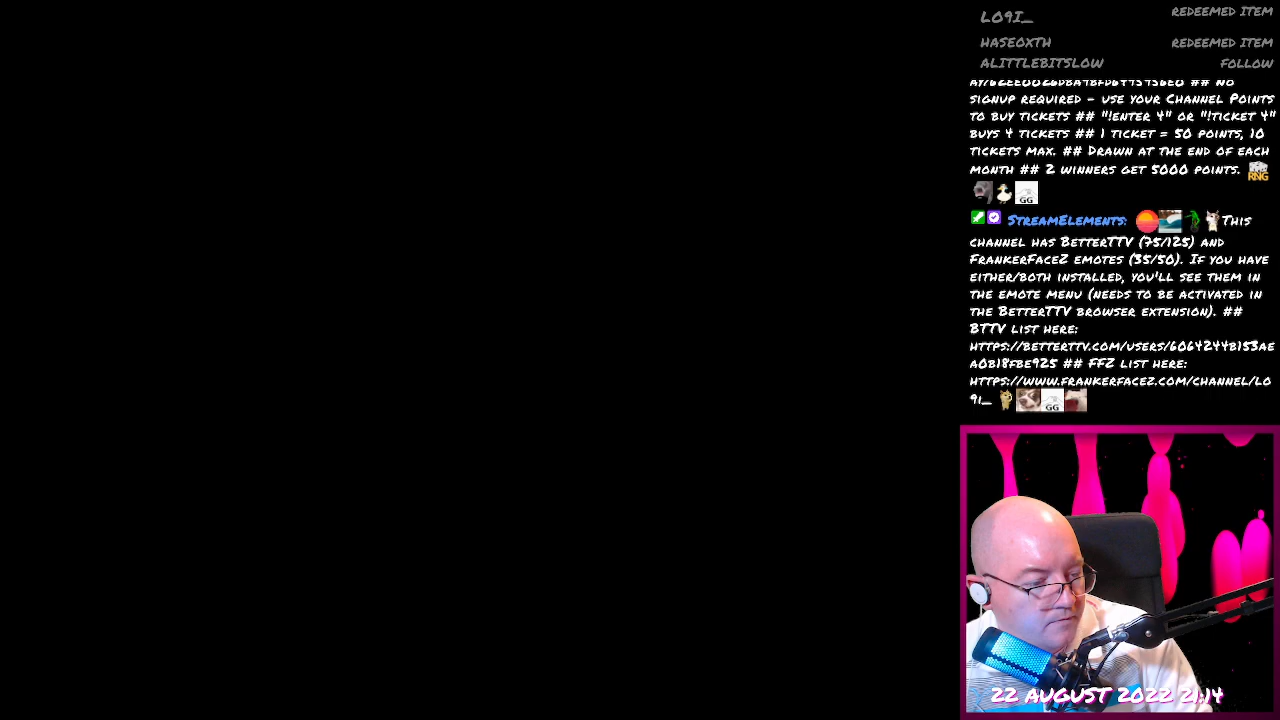 LO9I_ REDEEMED ITEM
HASEOXTH REDEEMED ITEM
ALITTLEBITSLOW FOLLOW
## NO
SIGNUP REQUIRED - USE YOUR CHANNEL POINTS
TO BUY TICKETS ## "!ENTER 4" OR "!TICKET 4"
BUYS 4 TICKETS ## 1 TICKET = 50 POINTS, 10
TICKETS MAX. ## DRAWN AT THE END OF EACH
MONTH ## 2 WINNERS GET 5000 POINTS. RNG
GG
STREAMELEMENTS: THIS
CHANNEL HAS BETTERTTV (75/125) AND
FRANKERFACEZ EMOTES (35/50). IF YOU HAVE
EITHER/BOTH INSTALLED, YOU'LL SEE THEM IN
THE EMOTE MENU (NEEDS TO BE ACTIVATED IN
THE BETTERTTV BROWSER EXTENSION). ##
BTTV LIST HERE:
HTTPS://BETTERTTV.COM/USERS/6064244B153AE
A0B18FBE925 ## FFZ LIST HERE:
HTTPS://WWW.FRANKERFACEZ.COM/CHANNEL/LO
9I_ GG
22 AUGUST 2022 21:14